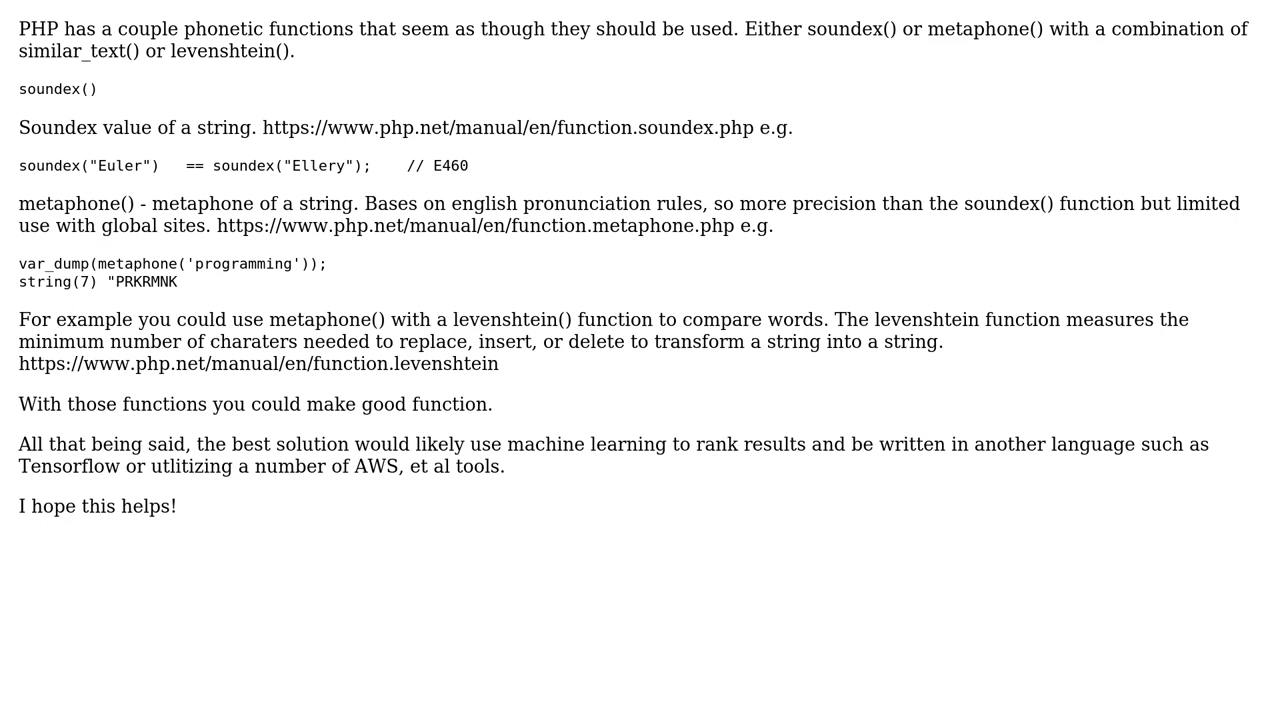 PHP has a couple phonetic functions that seem as though they should be used. Either soundex() or metaphone() with a combination of
similar_text() or levenshtein().
soundex()
Soundex value of a string. https://www.php.net/manual/en/function.soundex.php e.g.
soundex("Euler")   == soundex("Ellery");    // E460
metaphone() - metaphone of a string. Bases on english pronunciation rules, so more precision than the soundex() function but limited
use with global sites. https://www.php.net/manual/en/function.metaphone.php e.g.
var_dump(metaphone('programming'));
string(7) "PRKRMNK
For example you could use metaphone() with a levenshtein() function to compare words. The levenshtein function measures the
minimum number of charaters needed to replace, insert, or delete to transform a string into a string.
https://www.php.net/manual/en/function.levenshtein
With those functions you could make good function.
All that being said, the best solution would likely use machine learning to rank results and be written in another language such as
Tensorflow or utlitizing a number of AWS, et al tools.
I hope this helps!